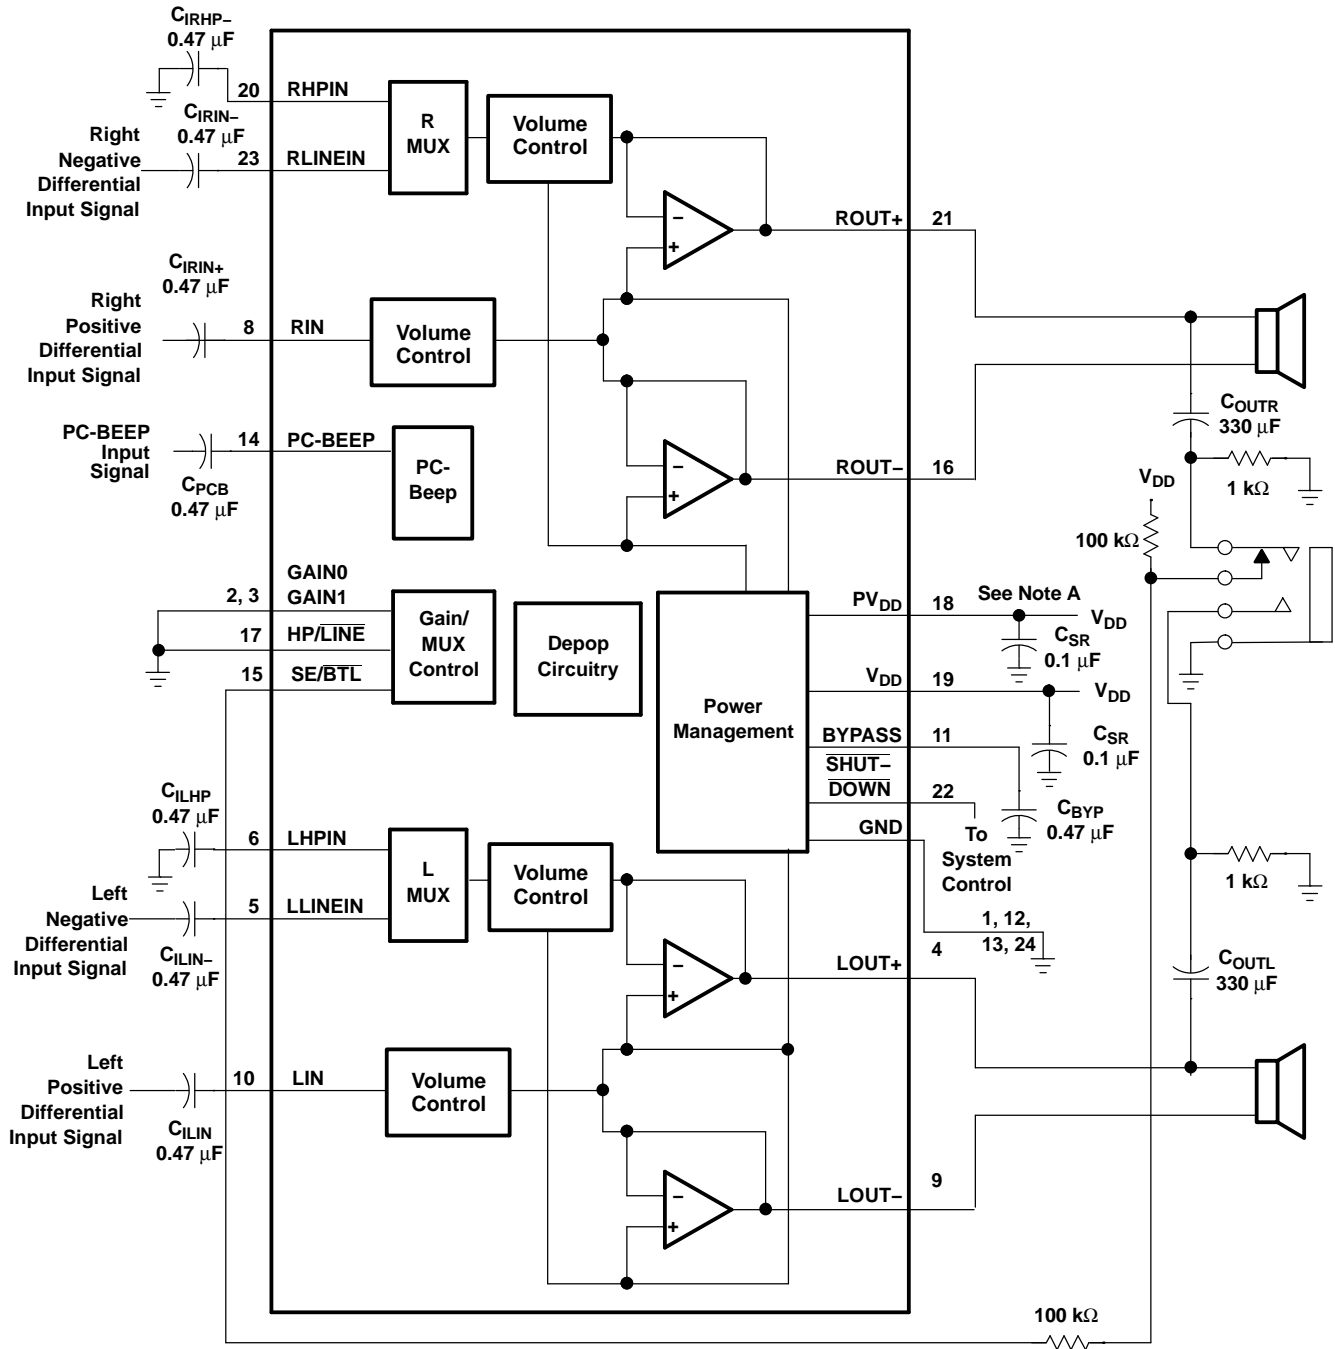 CIRHP–
0.47 μF
20
RHPIN
CIRIN–
0.47 μF
Right
Negative
Differential
Input Signal
23
RLINEIN
R
MUX
Volume
Control
–
+
ROUT+
21
CIRIN+
0.47 μF
Right
Positive
Differential
Input Signal
8
RIN
Volume
Control
PC-BEEP
Input
Signal
14
PC-BEEP
CPCB
0.47 μF
PC-
Beep
–
+
ROUT–
16
COUTR
330 μF
1 kΩ
VDD
100 kΩ
GAIN0
2, 3
GAIN1
17
HP/LINE
15
SE/BTL
Gain/
MUX
Control
Depop
Circuitry
Power
Management
PVDD
18
See Note A
VDD
CSR
0.1 μF
VDD
19
VDD
CSR
0.1 μF
BYPASS
11
SHUT–
DOWN
22
CBYP
0.47 μF
GND
To
System
Control
1, 12,
13, 24
CILHP
0.47 μF
6
LHPIN
Left
Negative
Differential
Input Signal
5
LLINEIN
CILIN–
0.47 μF
L
MUX
Volume
Control
–
+
LOUT+
4
1 kΩ
COUTL
330 μF
Left
Positive
Differential
Input Signal
10
LIN
CILIN
0.47 μF
Volume
Control
–
+
LOUT–
9
100 kΩ